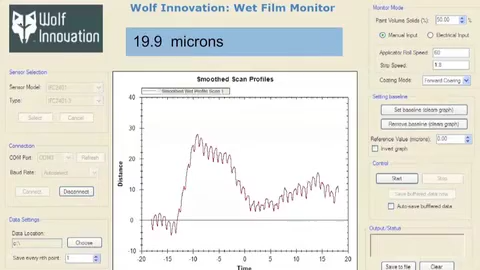 Wolf
Innovation
Wolf Innovation: Wet Film Monitor
19.9 microns
Sensor Selection
Sensor Model:
Type:
Select
Cancel
Connection
COM Port:
Refresh
Baud Rate:
Connect
Disconnect
Data Settings
Data Location:
Choose
Save every nth point:
1
Smoothed Scan Profiles
Smoothed Wet Profile Scan 1
Distance
40
30
20
10
0
-10
-20
-15
-10
-5
0
5
10
15
20
Time
Monitor Mode
Paint Volume Solids (%)
50.00
%
Manual Input
Electrical Input
Applicator Roll Speed:
60
Strip Speed:
Coating Mode
Forward Coating
Setting baseline
Set baseline (clears graph)
Remove baseline (clears graph)
Reference Value (microns):
0.00
Invert graph
Control
Start
Stop
Save buffered data now
Auto-save buffered data
Output/Status
Save to file
Clear